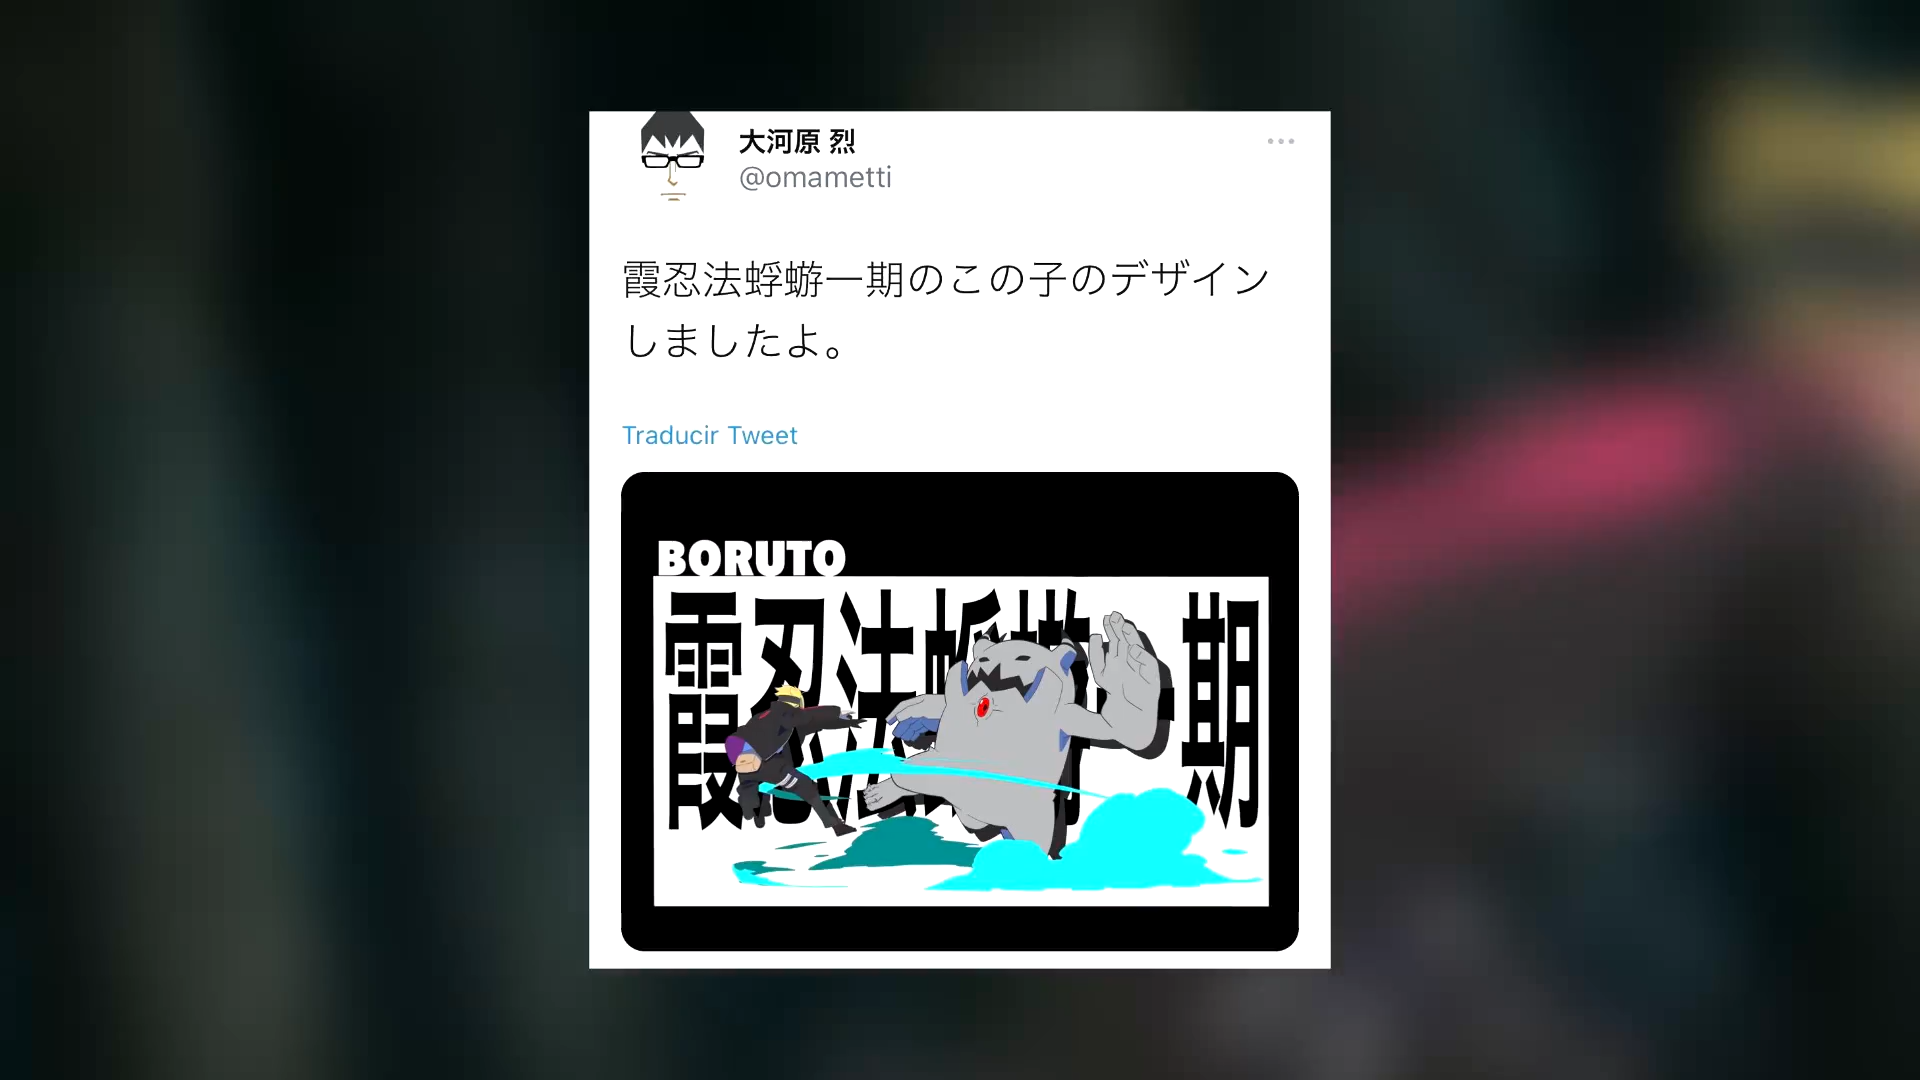 大河原 烈
@omametti
霞忍法蜉蝣一期のこの子のデザイン
しましたよ。
Traducir Tweet
BORUTO
霞忍法蜉蝣一期